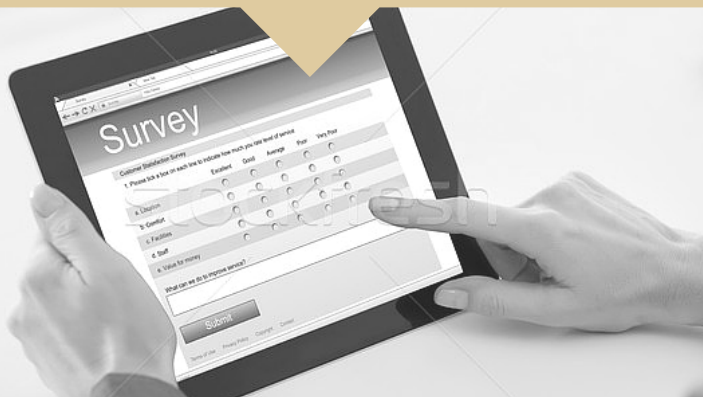 Survey
Customer Satisfaction Survey
1. Please tick a box on each line to indicate how much you rate level of service
Excellent Good Average Poor Very Poor
a. Location
b. Comfort
c. Facilities
d. Staff
e. Value for money
What can we do to improve service?
Submit
Terms of Use Privacy Policy Copyright Contact
stockfresh